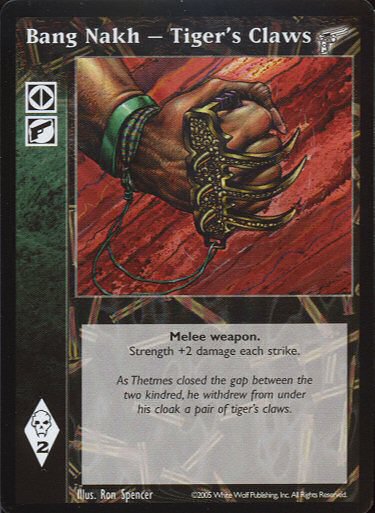 Bang Nakh – Tiger's Claws
Melee weapon.
Strength +2 damage each strike.
As Thetmes closed the gap between the
two kindred, he withdrew from under
his cloak a pair of tiger's claws.
2
Illus. Ron Spencer
©2005 White Wolf Publishing, Inc. All Rights Reserved.